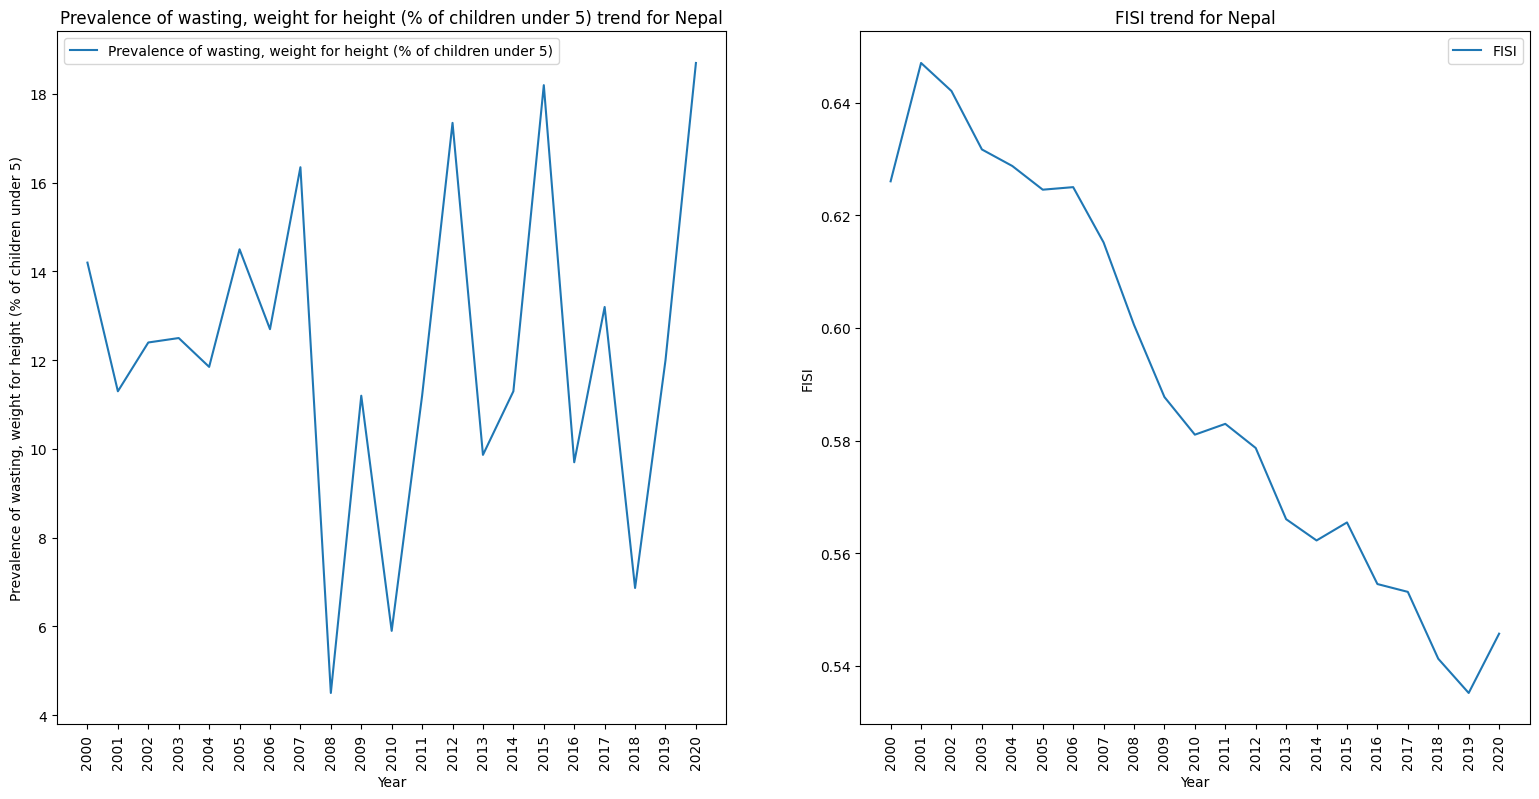 Prevalence of wasting, weight for height (% of children under 5) trend for Nepal
Prevalence of wasting, weight for height (% of children under 5)
Prevalence of wasting, weight for height (% of children under 5)
18
16
14
12
10
8
6
4
2000 2001 2002 2003 2004 2005 2006 2007 2008 2009 2010 2011 2012 2013 2014 2015 2016 2017 2018 2019 2020
Year
FISI trend for Nepal
FISI
FISI
0.64
0.62
0.60
0.58
0.56
0.54
2000 2001 2002 2003 2004 2005 2006 2007 2008 2009 2010 2011 2012 2013 2014 2015 2016 2017 2018 2019 2020
Year